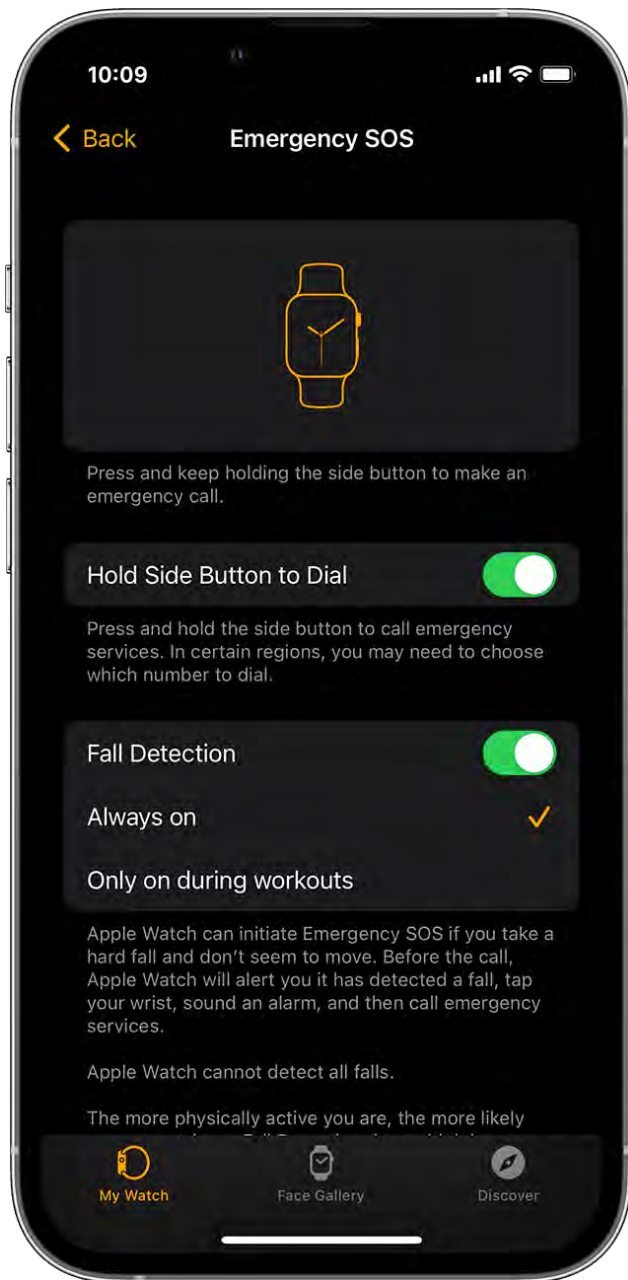 10:09
Back
Emergency SOS
Press and keep holding the side button to make an
emergency call.
Hold Side Button to Dial
Press and hold the side button to call emergency
services. In certain regions, you may need to choose
which number to dial.
Fall Detection
Always on
Only on during workouts
Apple Watch can initiate Emergency SOS if you take a
hard fall and don’t seem to move. Before the call,
Apple Watch will alert you it has detected a fall, tap
your wrist, sound an alarm, and then call emergency
services.
Apple Watch cannot detect all falls.
The more physically active you are, the more likely
My Watch
Face Gallery
Discover